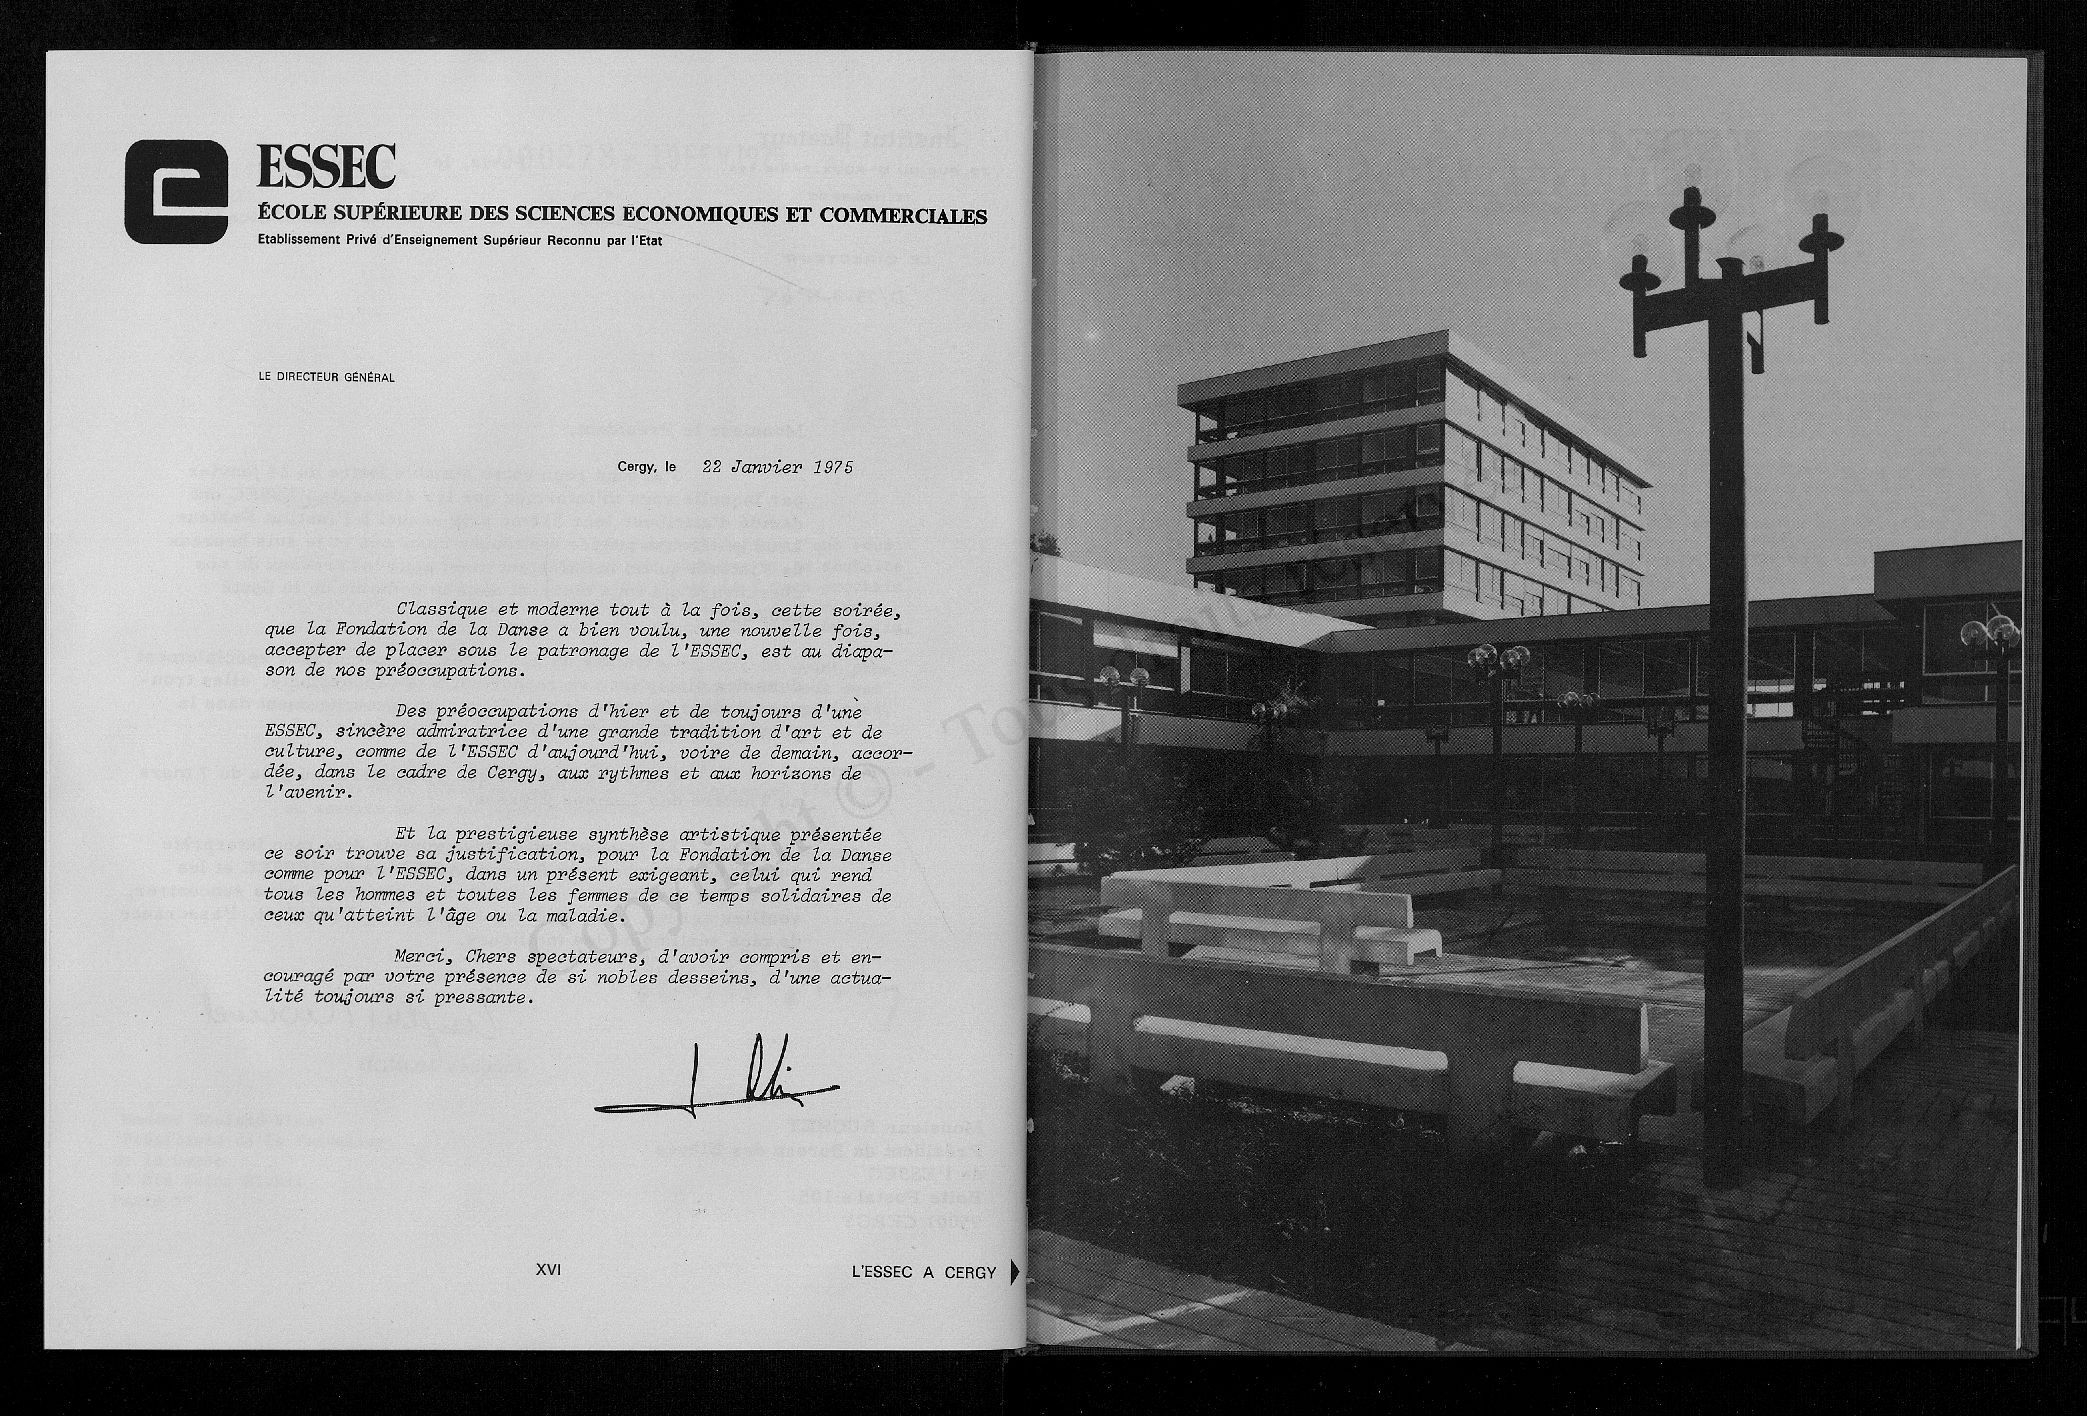 ESSEC
ÉCOLE SUPÉRIEURE DES SCIENCES ECONOMIQUES ET COMMERCIALES
Etablissement Privé d'Enseignement Supérieur Reconnu par l'Etat
LE DIRECTEUR GÉNÉRAL
Cergy, le 22 Janvier 1975
Classique et moderne tout à la fois, cette soirée,
que la Fondation de la Danse a bien voulu, une nouvelle fois,
accepter de placer sous le patronage de l'ESSEC, est au diapa-
son de nos préoccupations.
Des préoccupations d'hier et de toujours d'une
ESSEC, sincère admiratrice d'une grande tradition d'art et de
culture, comme de l'ESSEC d'aujourd'hui, voire de demain, accor-
dée, dans le cadre de Cergy, aux rythmes et aux horizons de
l'avenir.
Et la prestigieuse synthèse artistique présentée
ce soir trouve sa justification, pour la Fondation de la Danse
comme pour l'ESSEC, dans un présent exigeant, celui qui rend
tous les hommes et toutes les femmes de ce temps solidaires de
ceux qu'atteint l'âge ou la maladie.
Merci, Chers spectateurs, d'avoir compris et en-
couragé par votre présence de si nobles desseins, d'une actua-
lité toujours si pressante.
XVI
L'ESSEC A CERGY
Copyright © - Tous